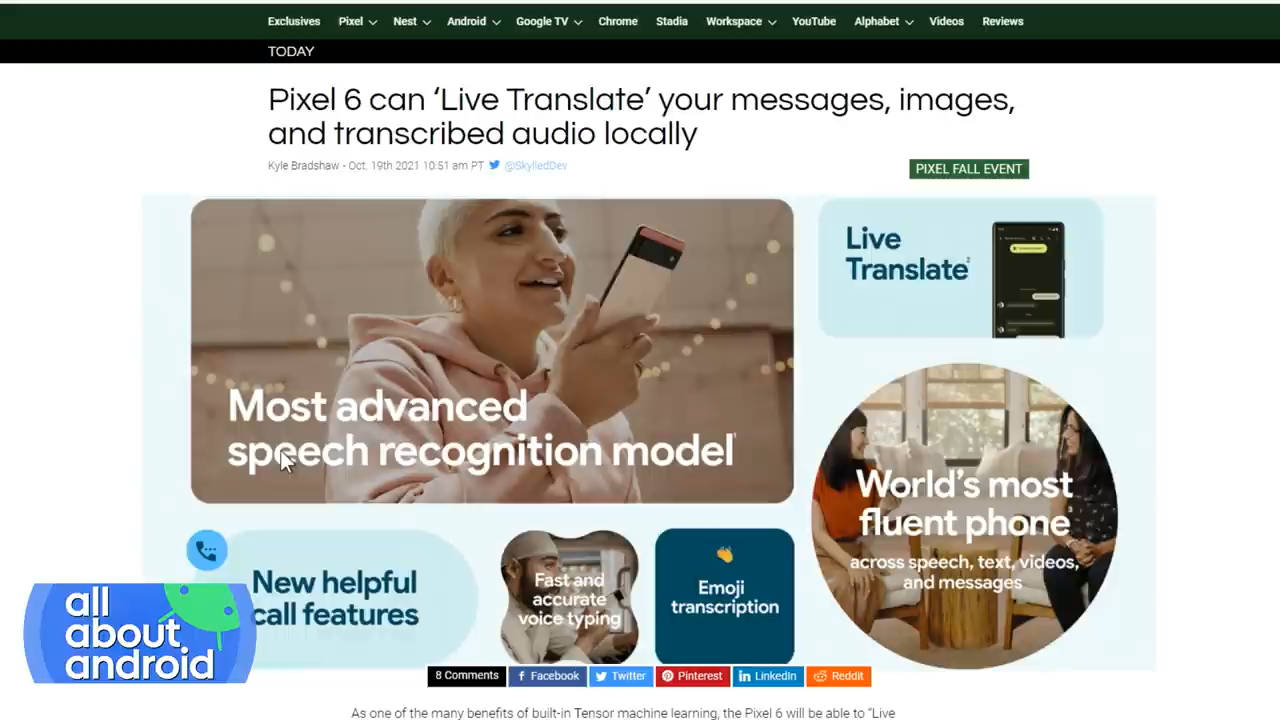 Exclusives Pixel Nest Android Google TV Chrome Stadia Workspace YouTube Alphabet Videos Reviews
TODAY
Pixel 6 can ‘Live Translate’ your messages, images,
and transcribed audio locally
Kyle Bradshaw - Oct. 19th 2021 10:51 am PT @SkylledDev
PIXEL FALL EVENT
Most advanced
speech recognition model
Live
Translate
World's most
fluent phone
across speech, text, videos,
and messages
New helpful
call features
Fast and
accurate
voice typing
Emoji
transcription
all
about
android
8 Comments Facebook Twitter Pinterest LinkedIn Reddit
As one of the many benefits of built-in Tensor machine learning, the Pixel 6 will be able to “Live